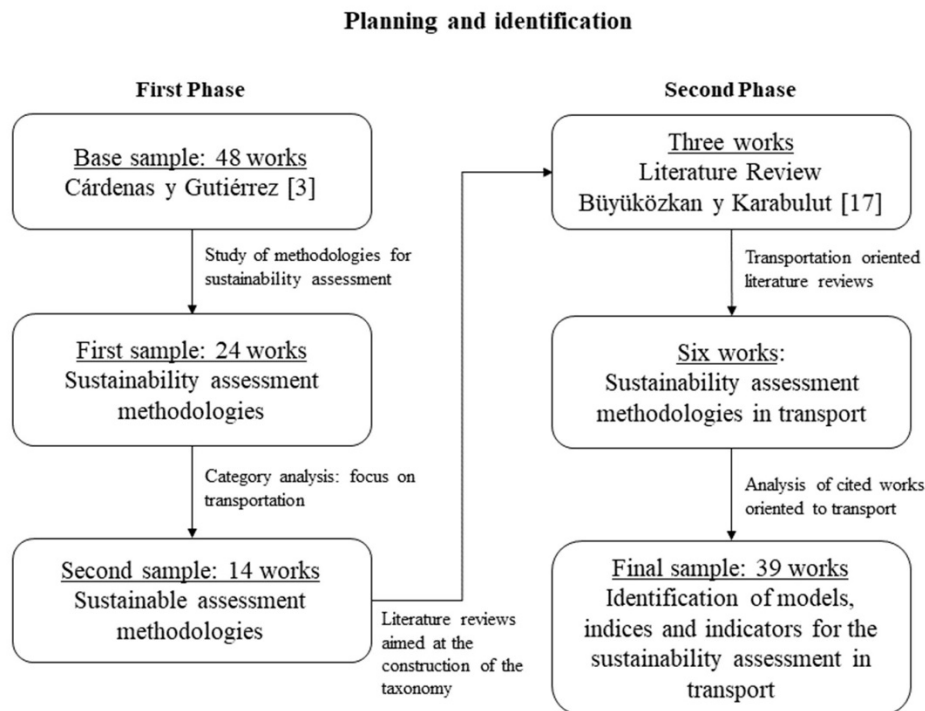 Planning and identification
First Phase
Base sample: 48 works
Cárdenas y Gutiérrez [3]
Study of methodologies for
sustainability assessment
First sample: 24 works
Sustainability assessment
methodologies
Category analysis: focus on
transportation
Second sample: 14 works
Sustainable assessment
methodologies
Literature reviews
aimed at the
construction of the
taxonomy
Second Phase
Three works
Literature Review
Büyüközkan y Karabulut [17]
Transportation oriented
literature reviews
Six works:
Sustainability assessment
methodologies in transport
Analysis of cited works
oriented to transport
Final sample: 39 works
Identification of models,
indices and indicators for the
sustainability assessment in
transport